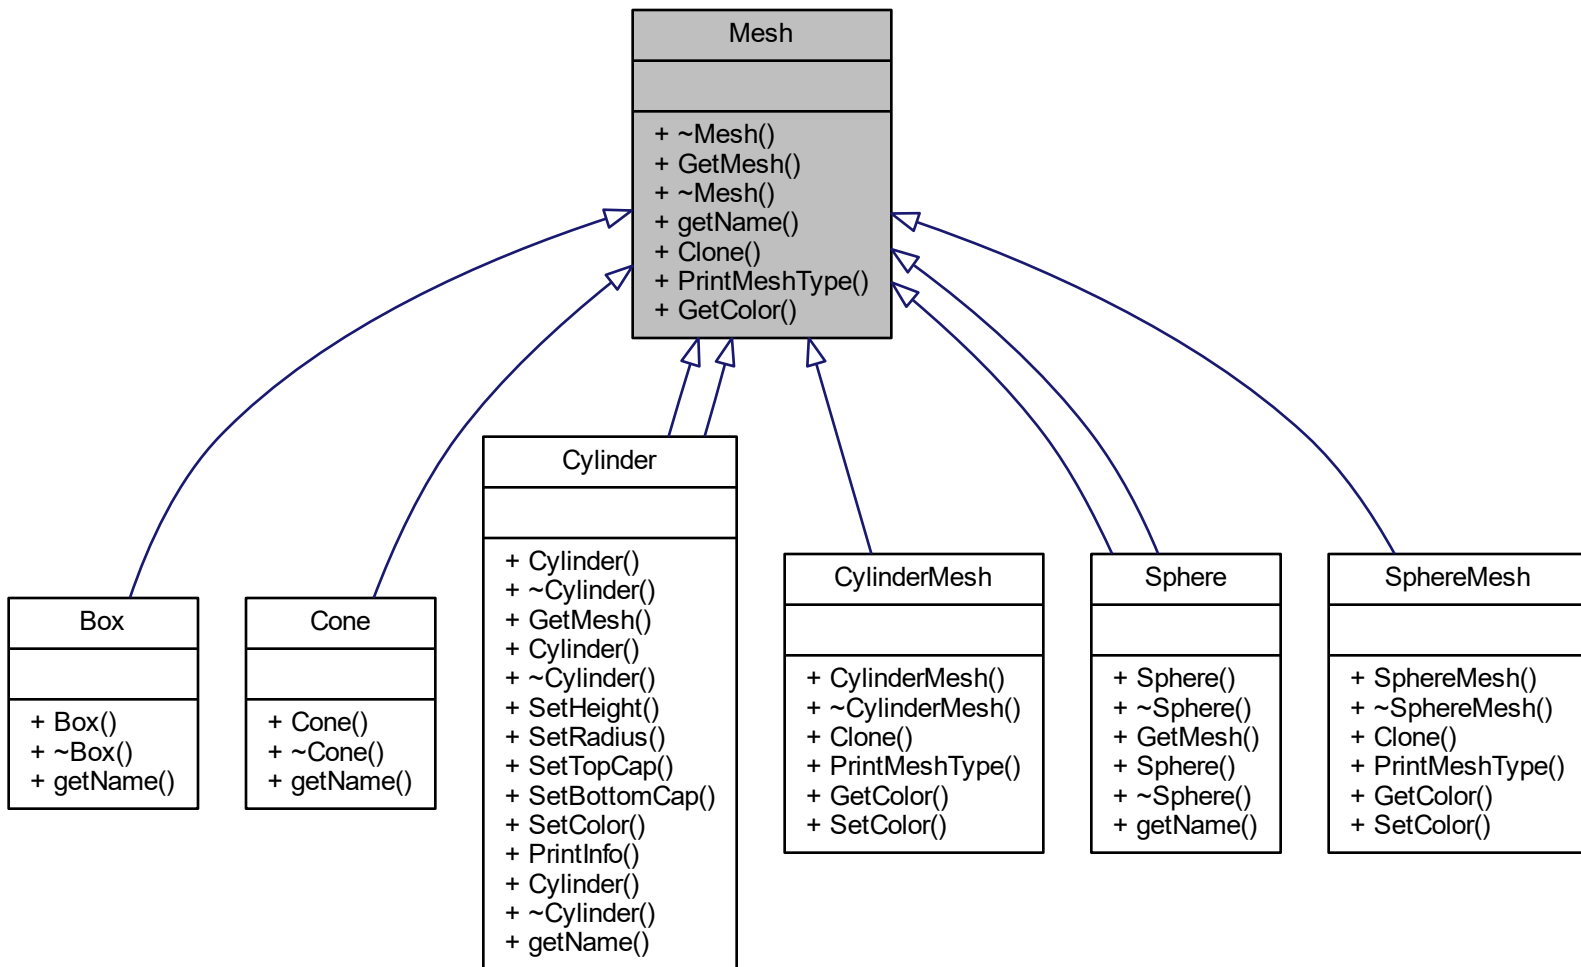 Mesh
+ ~Mesh()
+ GetMesh()
+ ~Mesh()
+ getName()
+ Clone()
+ PrintMeshType()
+ GetColor()
Box
+ Box()
+ ~Box()
+ getName()
Cone
+ Cone()
+ ~Cone()
+ getName()
Cylinder
+ Cylinder()
+ ~Cylinder()
+ GetMesh()
+ Cylinder()
+ ~Cylinder()
+ SetHeight()
+ SetRadius()
+ SetTopCap()
+ SetBottomCap()
+ SetColor()
+ PrintInfo()
+ Cylinder()
+ ~Cylinder()
+ getName()
CylinderMesh
+ CylinderMesh()
+ ~CylinderMesh()
+ Clone()
+ PrintMeshType()
+ GetColor()
+ SetColor()
Sphere
+ Sphere()
+ ~Sphere()
+ GetMesh()
+ Sphere()
+ ~Sphere()
+ getName()
SphereMesh
+ SphereMesh()
+ ~SphereMesh()
+ Clone()
+ PrintMeshType()
+ GetColor()
+ SetColor()